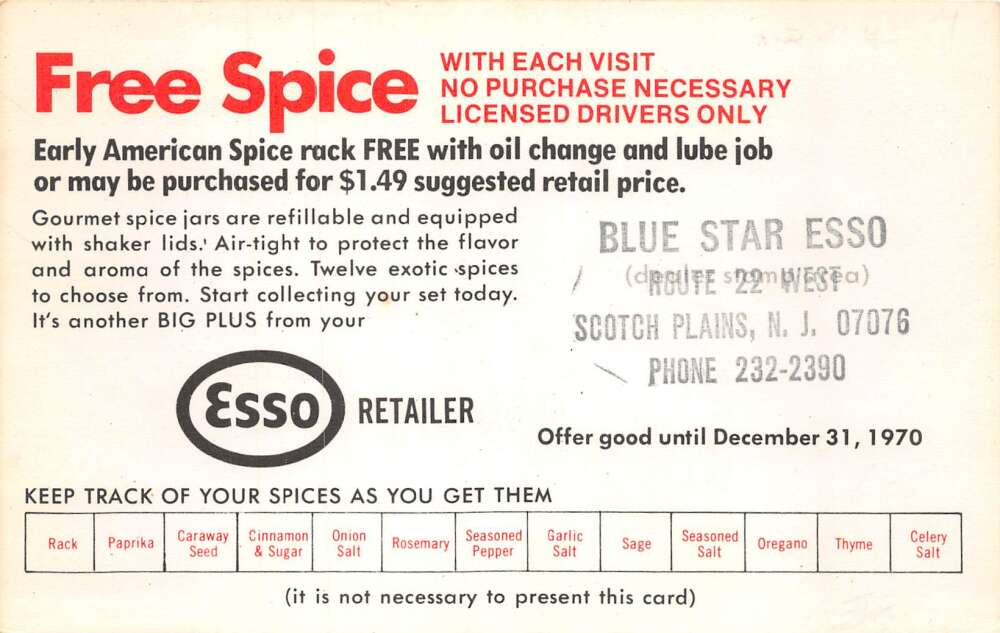 Free Spice
WITH EACH VISIT
NO PURCHASE NECESSARY
LICENSED DRIVERS ONLY
Early American Spice rack FREE with oil change and lube job
or may be purchased for $1.49 suggested retail price.
Gourmet spice jars are refillable and equipped
with shaker lids. Air-tight to protect the flavor
and aroma of the spices. Twelve exotic spices
to choose from. Start collecting your set today.
It's another BIG PLUS from your
BLUE STAR ESSO
(dealer stamp area)
ROUTE 22 WEST
SCOTCH PLAINS, N. J. 07076
PHONE 232-2390
Esso RETAILER
Offer good until December 31, 1970
KEEP TRACK OF YOUR SPICES AS YOU GET THEM
Rack
Paprika
Caraway
Seed
Cinnamon
& Sugar
Onion
Salt
Rosemary
Seasoned
Pepper
Garlic
Salt
Sage
Seasoned
Salt
Oregano
Thyme
Celery
Salt
(it is not necessary to present this card)